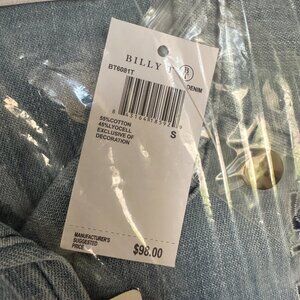 BILLY T
BT6081T
DENIM
S
55%COTTON
45%LYOCELL
EXCLUSIVE OF
DECORATION
MANUFACTURER'S
SUGGESTED
PRICE
$98.00